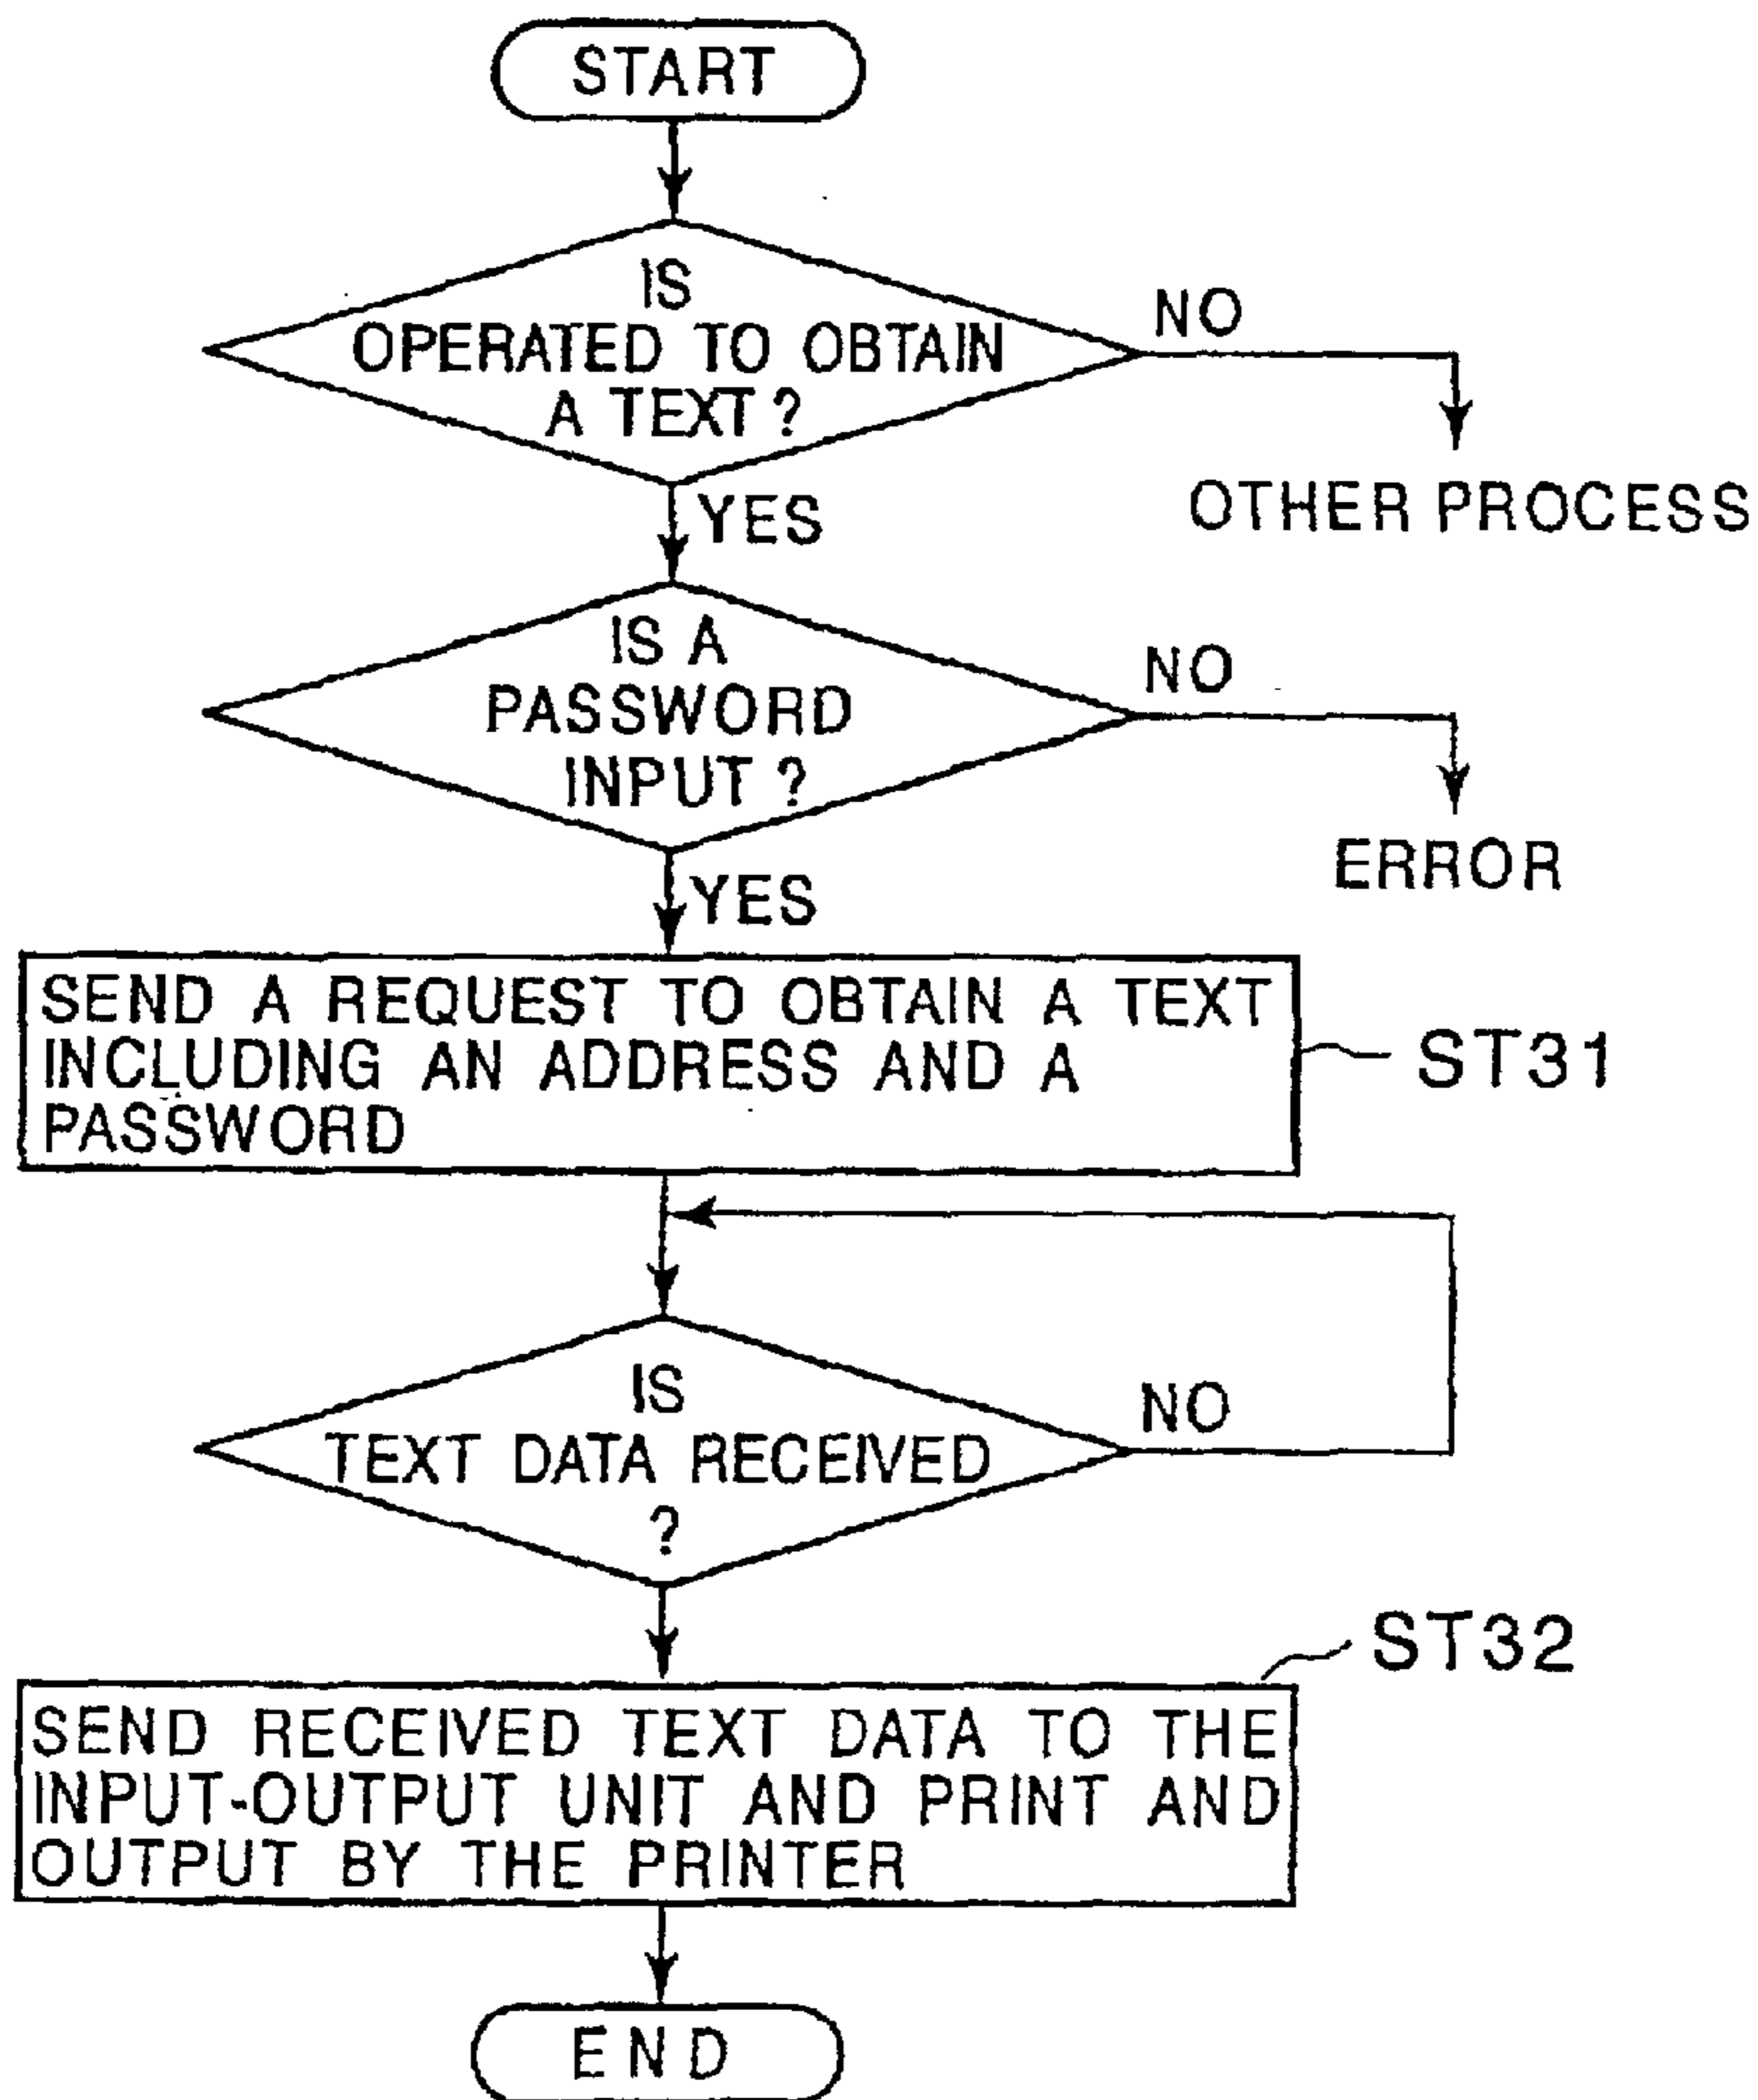 START
IS
OPERATED TO OBTAIN
A TEXT?
NO
OTHER PROCESS
YES
IS A
PASSWORD
INPUT?
NO
ERROR
YES
SEND A REQUEST TO OBTAIN A TEXT
INCLUDING AN ADDRESS AND A
PASSWORD
ST31
IS
TEXT DATA RECEIVED
?
NO
ST32
SEND RECEIVED TEXT DATA TO THE
INPUT-OUTPUT UNIT AND PRINT AND
OUTPUT BY THE PRINTER
END